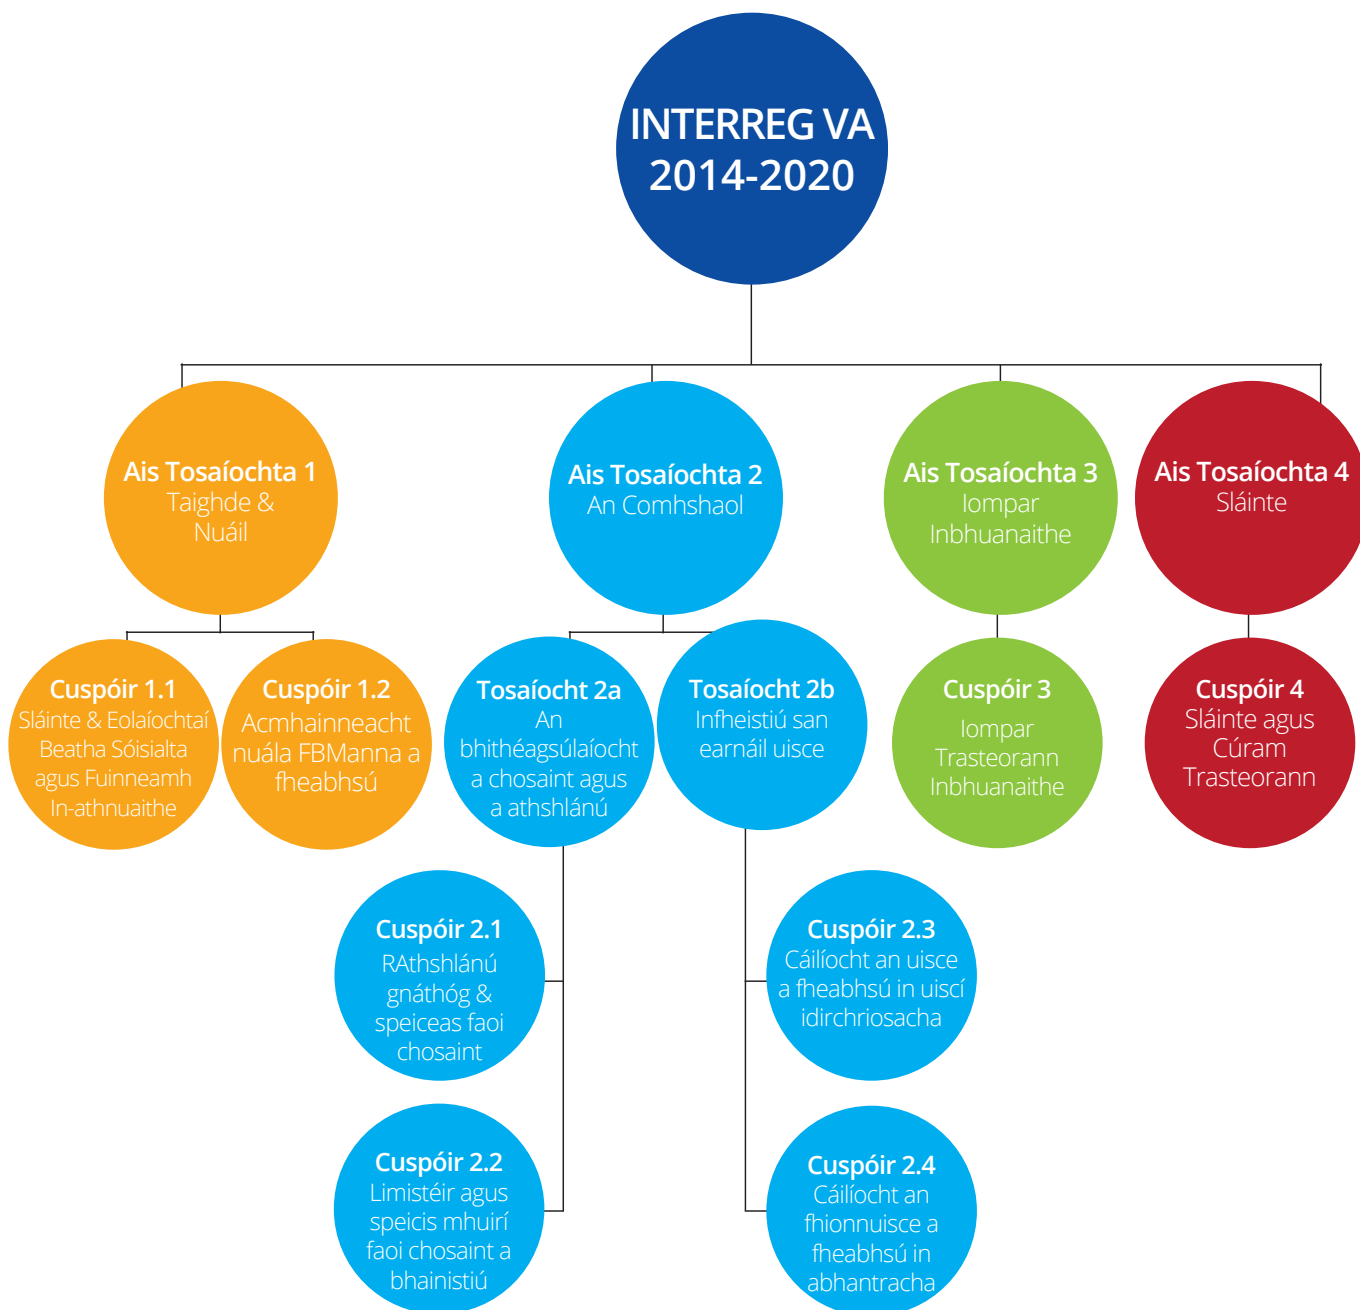 INTERREG VA
2014-2020
Ais Tosaíochta 1
Taighde &
Nuáil
Ais Tosaíochta 2
An Comhshaol
Ais Tosaíochta 3
Iompar
Inbhuanaithe
Ais Tosaíochta 4
Sláinte
Cuspóir 1.1
Sláinte & Eolaíochtaí
Beatha Sóisialta
agus Fuinneamh
In-athnuaithe
Cuspóir 1.2
Acmhainneacht
nuála FBManna a
fheabhsú
Tosaíocht 2a
An
bhithéagsúlaíocht
a chosaint agus
a athshlánú
Tosaíocht 2b
Infheistiú san
earnáil uisce
Cuspóir 3
Iompar
Trasteorann
Inbhuanaithe
Cuspóir 4
Sláinte agus
Cúram
Trasteorann
Cuspóir 2.1
RAthshlánú
gnáthóg &
speiceas faoi
chosaint
Cuspóir 2.3
Cáilíocht an uisce
a fheabhsú in uiscí
idirchriosacha
Cuspóir 2.2
Limistéir agus
speicis mhuirí
faoi chosaint a
bhainistiú
Cuspóir 2.4
Cáilíocht an
fhionnuisce a
fheabhsú in
abhantracha